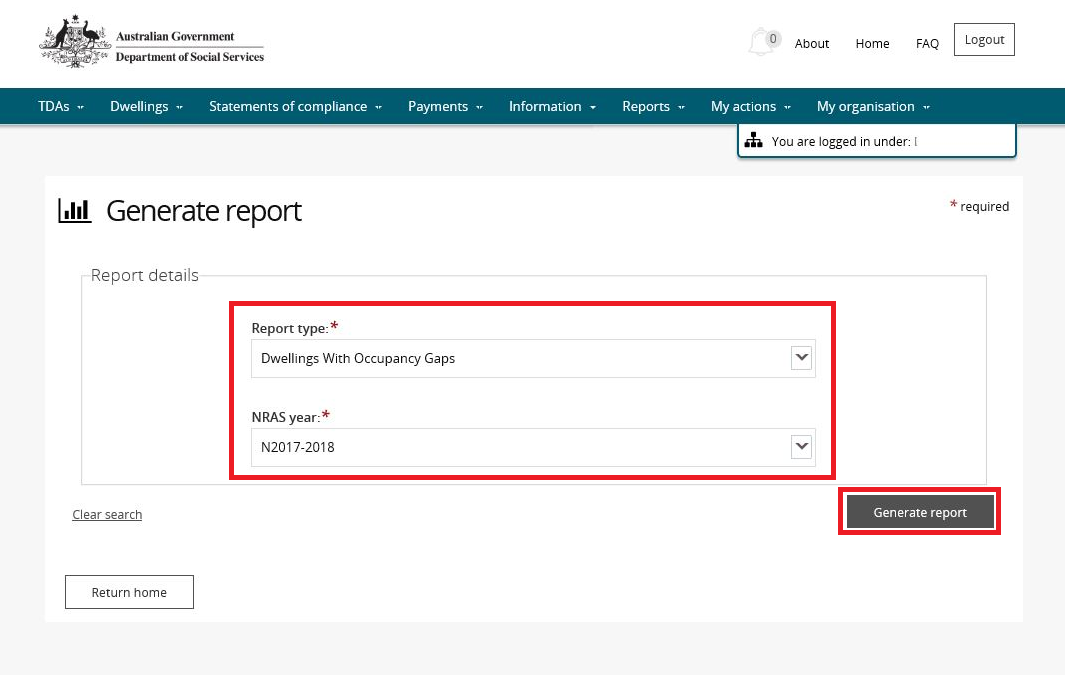 Australian Government
Department of Social Services
0
About
Home
FAQ
Logout
TDAs
Dwellings
Statements of compliance
Payments
Information
Reports
My actions
My organisation
You are logged in under:
Generate report
* required
Report details
Report type:*
Dwellings With Occupancy Gaps
NRAS year:*
N2017-2018
Clear search
Generate report
Return home